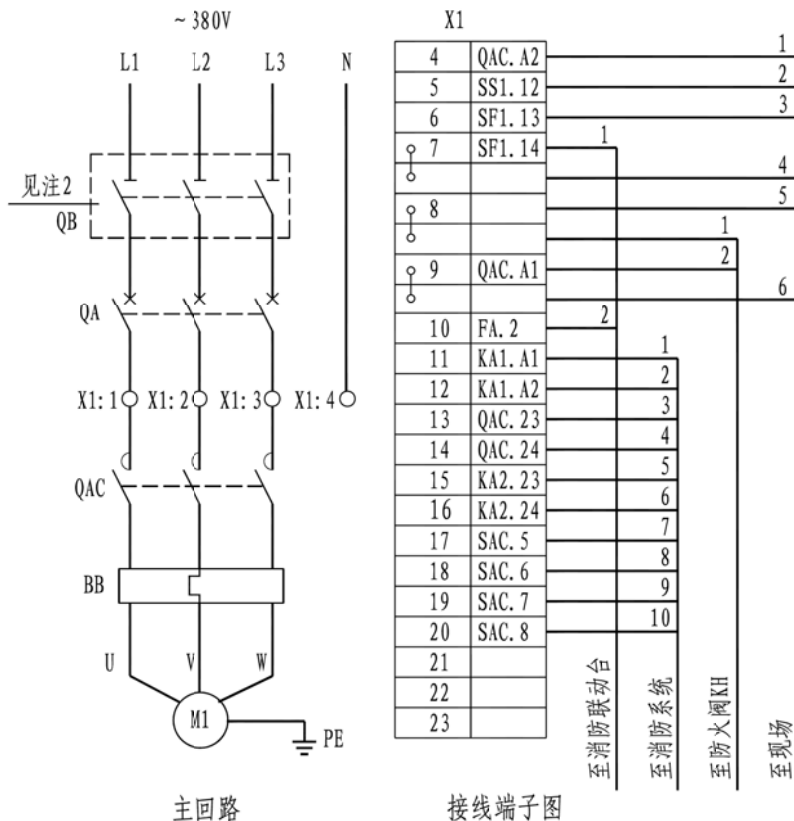 ~380V
L1 L2 L3 N
见注2
QB
QA
X1:1 X1:2 X1:3 X1:4
QAC
BB
U V W
M1
PE
主回路
X1
4 QAC.A2 1
5 SS1.12 2
6 SF1.13 3
7 SF1.14 1
4
8 5
1
9 QAC.A1 2
6
10 FA.2 2
11 KA1.A1 1
12 KA1.A2 2
13 QAC.23 3
14 QAC.24 4
15 KA2.23 5
16 KA2.24 6
17 SAC.5 7
18 SAC.6 8
19 SAC.7 9
20 SAC.8 10
21
22
23
至消防联动台
至消防系统
至防火阀KH
至现场
接线端子图